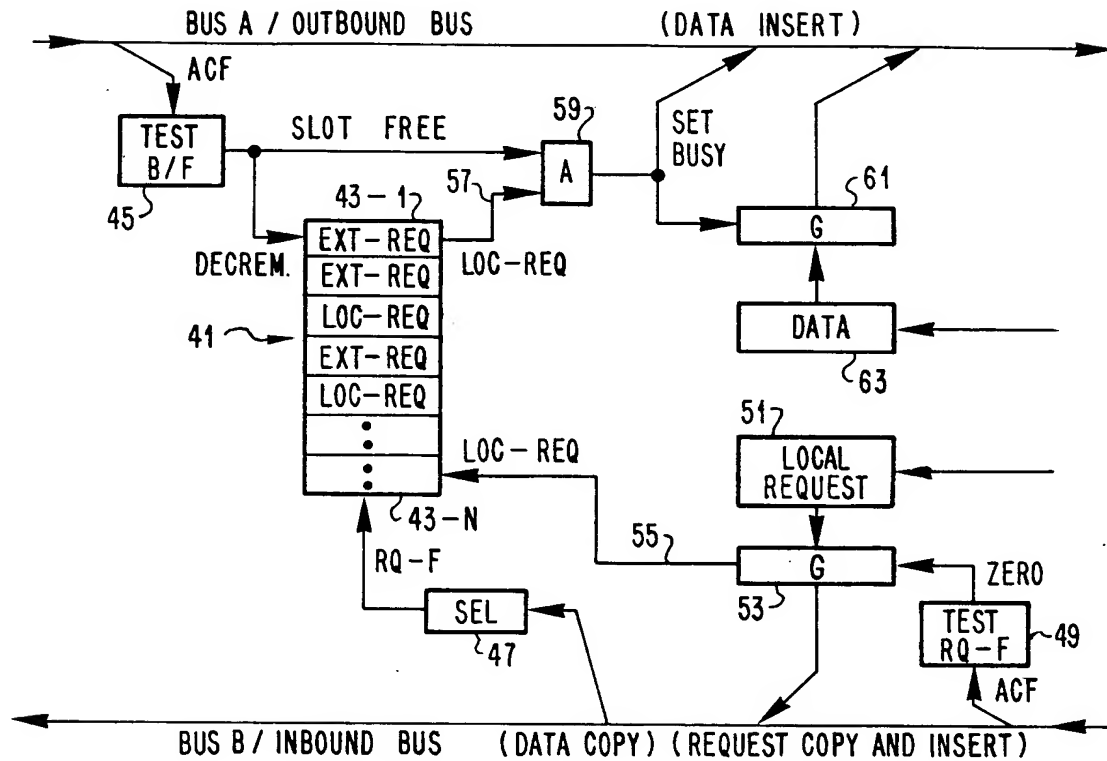 BUS A / OUTBOUND BUS (DATA INSERT)
ACF
TEST
B/F
45
SLOT FREE
59
A
SET
BUSY
57
61
G
43-1
DECREM.
EXT-REQ
LOC-REQ
EXT-REQ
LOC-REQ
EXT-REQ
LOC-REQ
41
DATA
63
51
LOCAL
REQUEST
LOC-REQ
43-N
55
G
53
ZERO
RQ-F
SEL
47
TEST
RQ-F
49
ACF
BUS B / INBOUND BUS (DATA COPY) (REQUEST COPY AND INSERT)